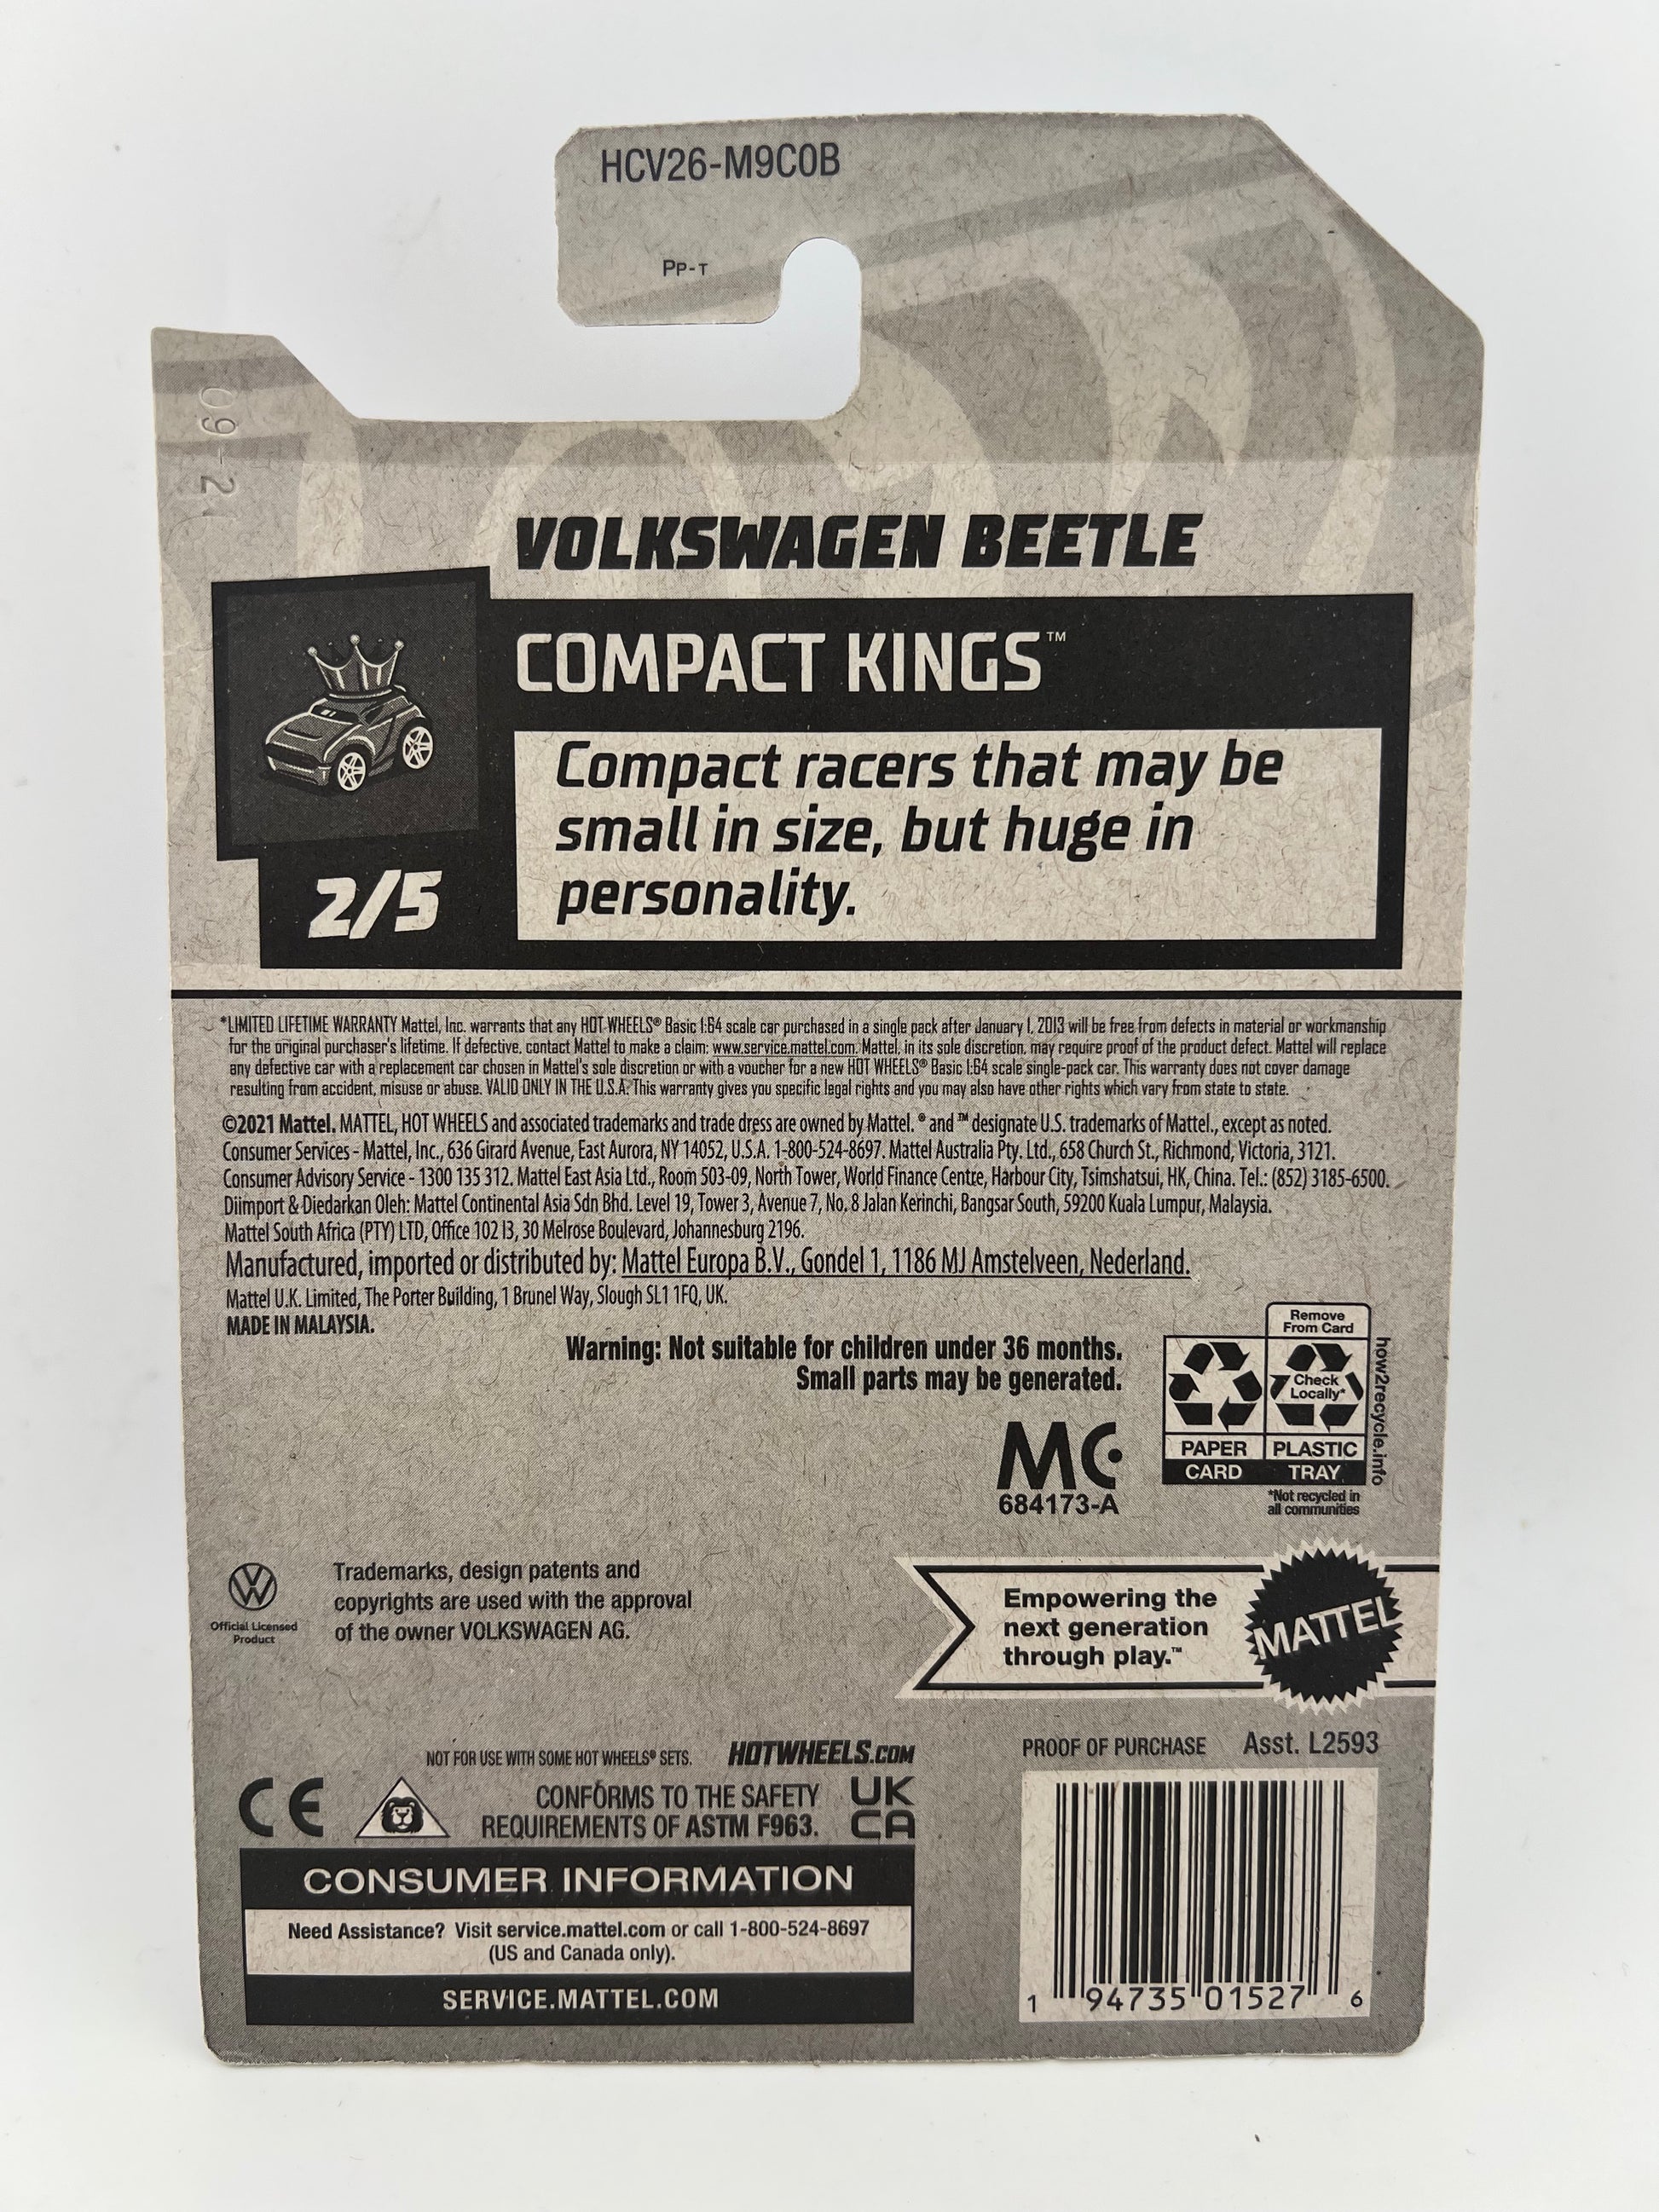 HCV26-M9C0B
PP-T
09-21
VOLKSWAGEN BEETLE
COMPACT KINGS™
Compact racers that may be
small in size, but huge in
personality.
2/5
*LIMITED LIFETIME WARRANTY Mattel, Inc. warrants that any HOT WHEELS® Basic 1:64 scale car purchased in a single pack after January 1, 2013 will be free from defects in material or workmanship
for the original purchaser's lifetime. If defective, contact Mattel to make a claim: www.service.mattel.com. Mattel, in its sole discretion, may require proof of the product defect. Mattel will replace
any defective car with a replacement car chosen in Mattel's sole discretion or with a voucher for a new HOT WHEELS® Basic 1:64 scale single-pack car. This warranty does not cover damage
resulting from accident, misuse or abuse. VALID ONLY IN THE U.S.A. This warranty gives you specific legal rights and you may also have other rights which vary from state to state.
©2021 Mattel. MATTEL, HOT WHEELS and associated trademarks and trade dress are owned by Mattel. ® and ™ designate U.S. trademarks of Mattel., except as noted.
Consumer Services - Mattel, Inc., 636 Girard Avenue, East Aurora, NY 14052, U.S.A. 1-800-524-8697. Mattel Australia Pty. Ltd., 658 Church St., Richmond, Victoria, 3121.
Consumer Advisory Service - 1300 135 312. Mattel East Asia Ltd., Room 503-09, North Tower, World Finance Centre, Harbour City, Tsimshatsui, HK, China. Tel.: (852) 3185-6500.
Diimport & Diedarkan Oleh: Mattel Continental Asia Sdn Bhd. Level 19, Tower 3, Avenue 7, No. 8 Jalan Kerinchi, Bangsar South, 59200 Kuala Lumpur, Malaysia.
Mattel South Africa (PTY) LTD, Office 102 I3, 30 Melrose Boulevard, Johannesburg 2196.
Manufactured, imported or distributed by: Mattel Europa B.V., Gondel 1, 1186 MJ Amstelveen, Nederland.
Mattel U.K. Limited, The Porter Building, 1 Brunel Way, Slough SL1 1FQ, UK.
MADE IN MALAYSIA.
Warning: Not suitable for children under 36 months.
Small parts may be generated.
MC
684173-A
Remove
From Card
Check
Locally*
PAPER PLASTIC
CARD TRAY
*Not recycled in
all communities
how2recycle.info
VW
Official Licensed
Product
Trademarks, design patents and
copyrights are used with the approval
of the owner VOLKSWAGEN AG.
Empowering the
next generation
through play.™
MATTEL
NOT FOR USE WITH SOME HOT WHEELS® SETS. HOTWHEELS.COM
CE
CONFORMS TO THE SAFETY
REQUIREMENTS OF ASTM F963.
UK
CA
CONSUMER INFORMATION
Need Assistance? Visit service.mattel.com or call 1-800-524-8697
(US and Canada only).
SERVICE.MATTEL.COM
PROOF OF PURCHASE Asst. L2593
1 94735 01527 6